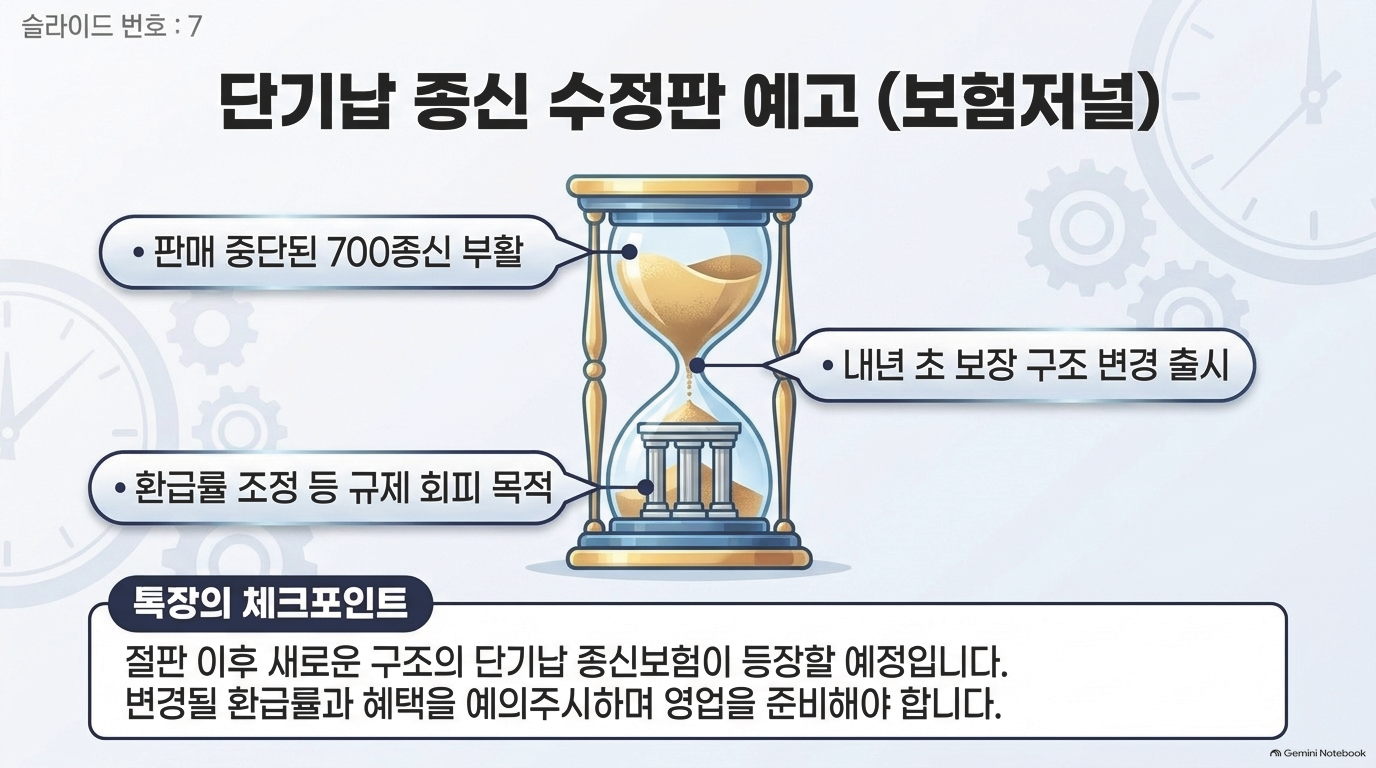 슬라이드 번호 : 7
단기납 종신 수정판 예고 (보험저널)
• 판매 중단된 700종신 부활
• 내년 초 보장 구조 변경 출시
• 환급률 조정 등 규제 회피 목적
톡장의 체크포인트
절판 이후 새로운 구조의 단기납 종신보험이 등장할 예정입니다.
변경될 환급률과 혜택을 예의주시하며 영업을 준비해야 합니다.
Gemini Notebook